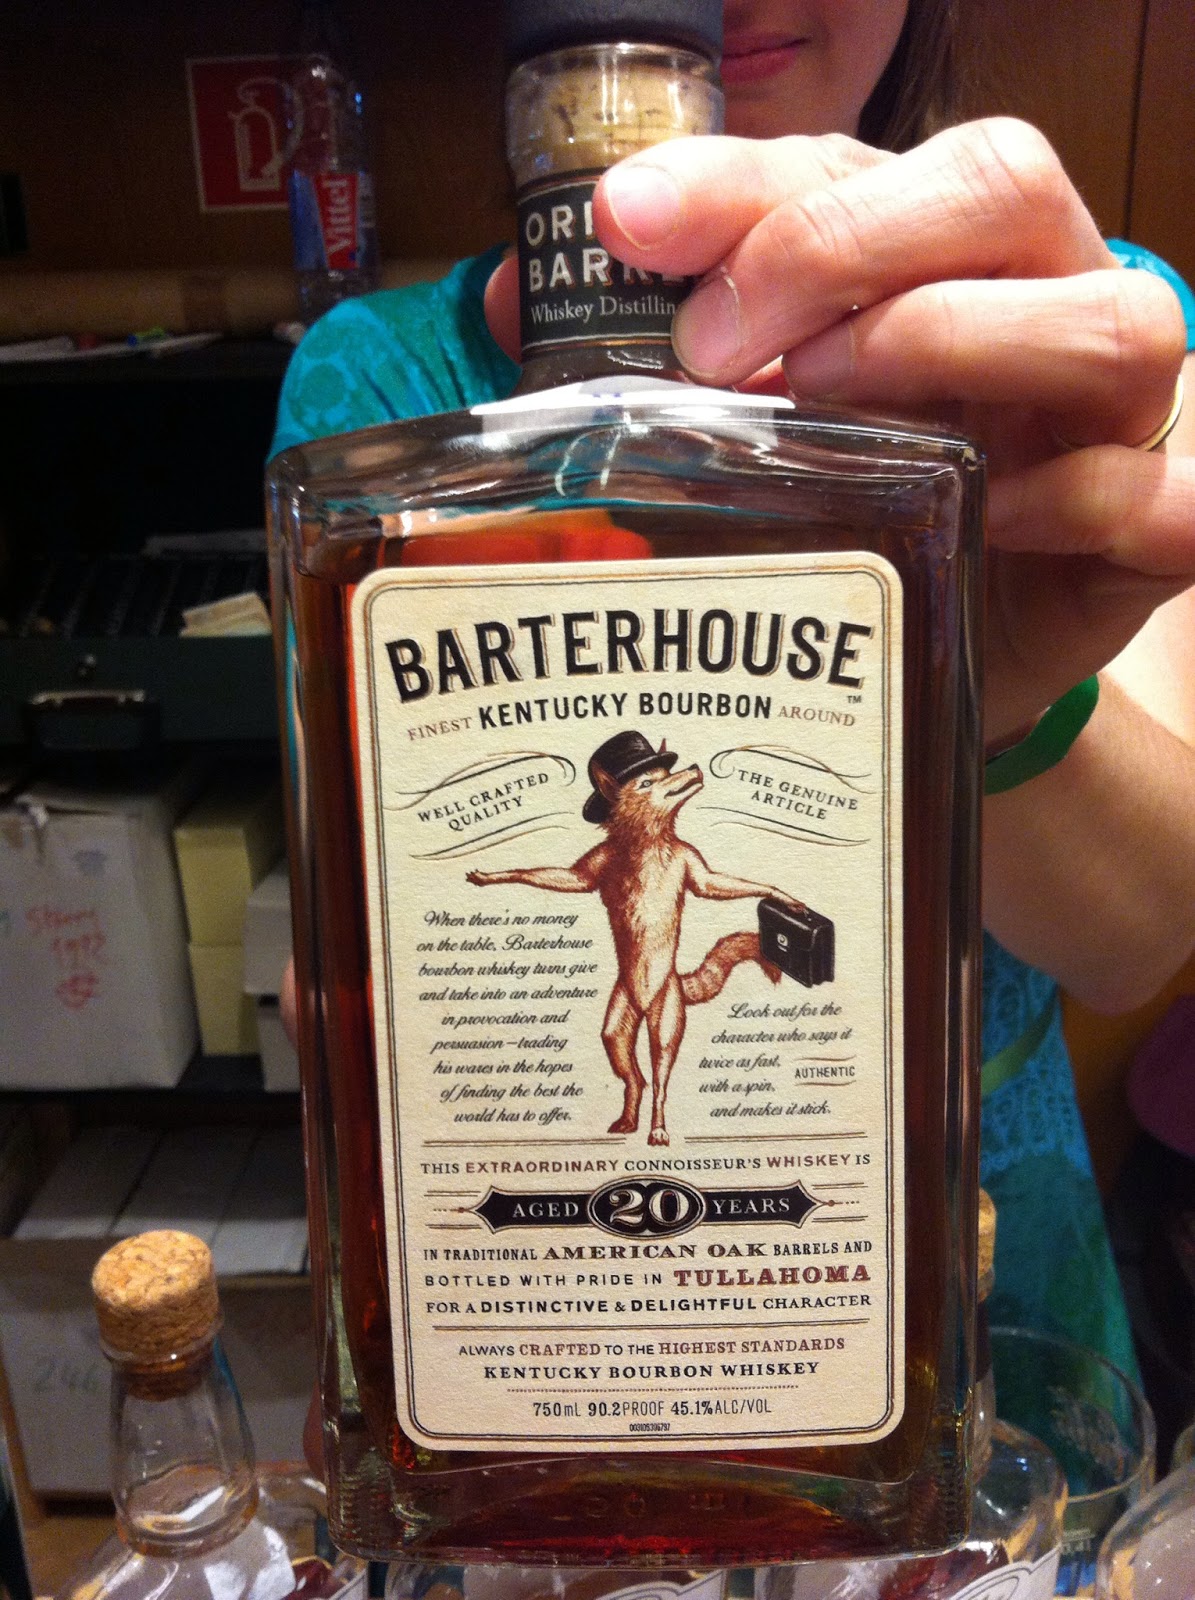 Vittel
BARREL
Whiskey Distilling
BARTERHOUSE
™
FINEST KENTUCKY BOURBON AROUND
WELL CRAFTED
QUALITY
THE GENUINE
ARTICLE
When there's no money
on the table, Barterhouse
bourbon whiskey turns give
and take into an adventure
in provocation and
persuasion—trading
his wares in the hopes
of finding the best the
world has to offer.
Look out for the
character who says it
twice as fast,
with a spin,
and makes it stick.
AUTHENTIC
THIS EXTRAORDINARY CONNOISSEUR'S WHISKEY IS
AGED 20 YEARS
IN TRADITIONAL AMERICAN OAK BARRELS AND
BOTTLED WITH PRIDE IN TULLAHOMA
FOR A DISTINCTIVE & DELIGHTFUL CHARACTER
ALWAYS CRAFTED TO THE HIGHEST STANDARDS
KENTUCKY BOURBON WHISKEY
750mL 90.2PROOF 45.1%ALC/VOL